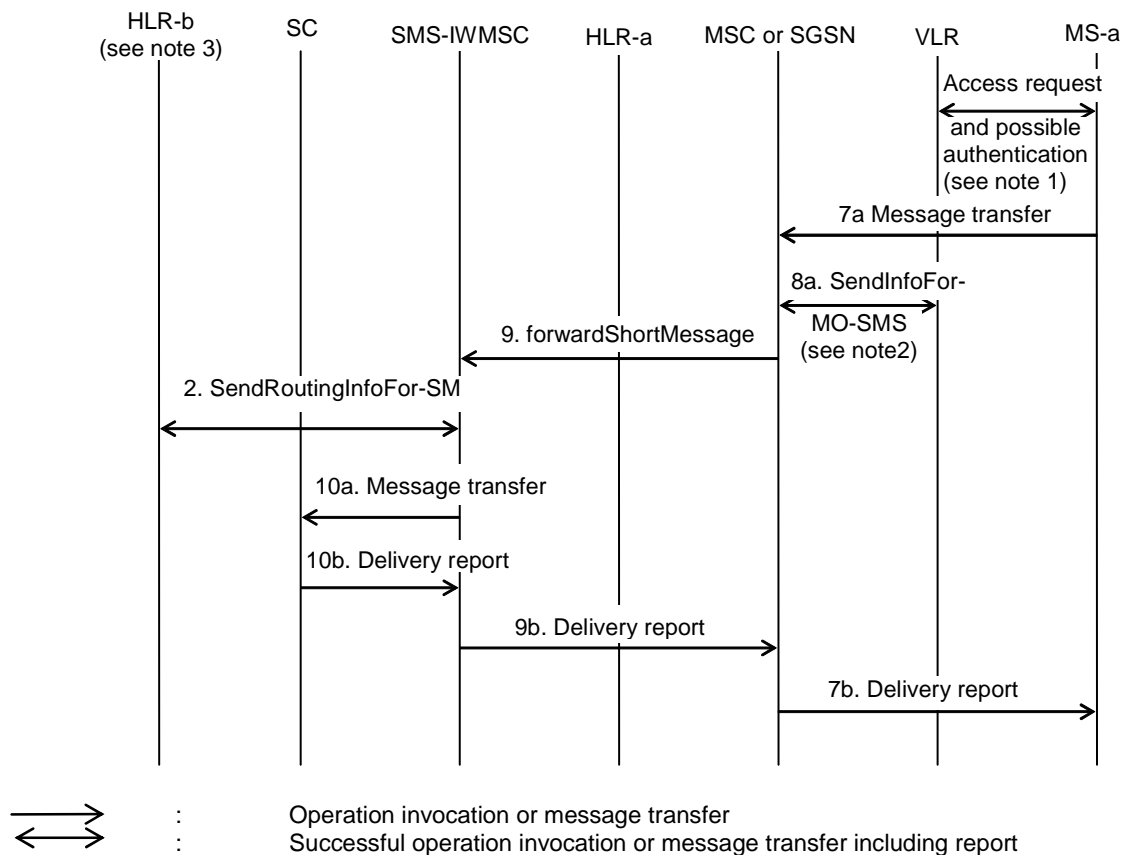 HLR-b
(see note 3)
SC
SMS-IWMSC
HLR-a
MSC or SGSN
VLR
MS-a
Access request
and possible
authentication
(see note 1)
7a Message transfer
8a. SendInfoFor-
MO-SMS
(see note2)
9. forwardShortMessage
2. SendRoutingInfoFor-SM
10a. Message transfer
10b. Delivery report
9b. Delivery report
7b. Delivery report
: Operation invocation or message transfer
: Successful operation invocation or message transfer including report